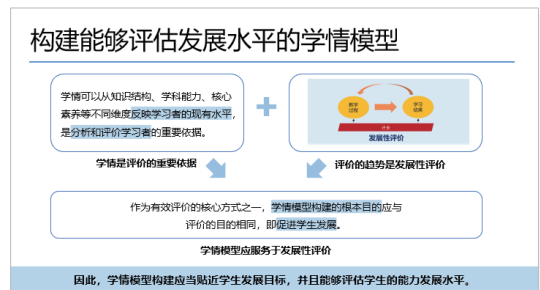 构建能够评估发展水平的学情模型
学情可以从知识结构、学科能力、核心
素养等不同维度反映学习者的现有水平，
是分析和评价学习者的重要依据。
教学
过程
学习
结果
发展性评价
学情是评价的重要依据
评价的趋势是发展性评价
作为有效评价的核心方式之一，学情模型构建的根本目的应与
评价的目的相同，即促进学生发展。
学情模型应服务于发展性评价
因此，学情模型构建应当贴近学生发展目标，并且能够评估学生的能力发展水平。